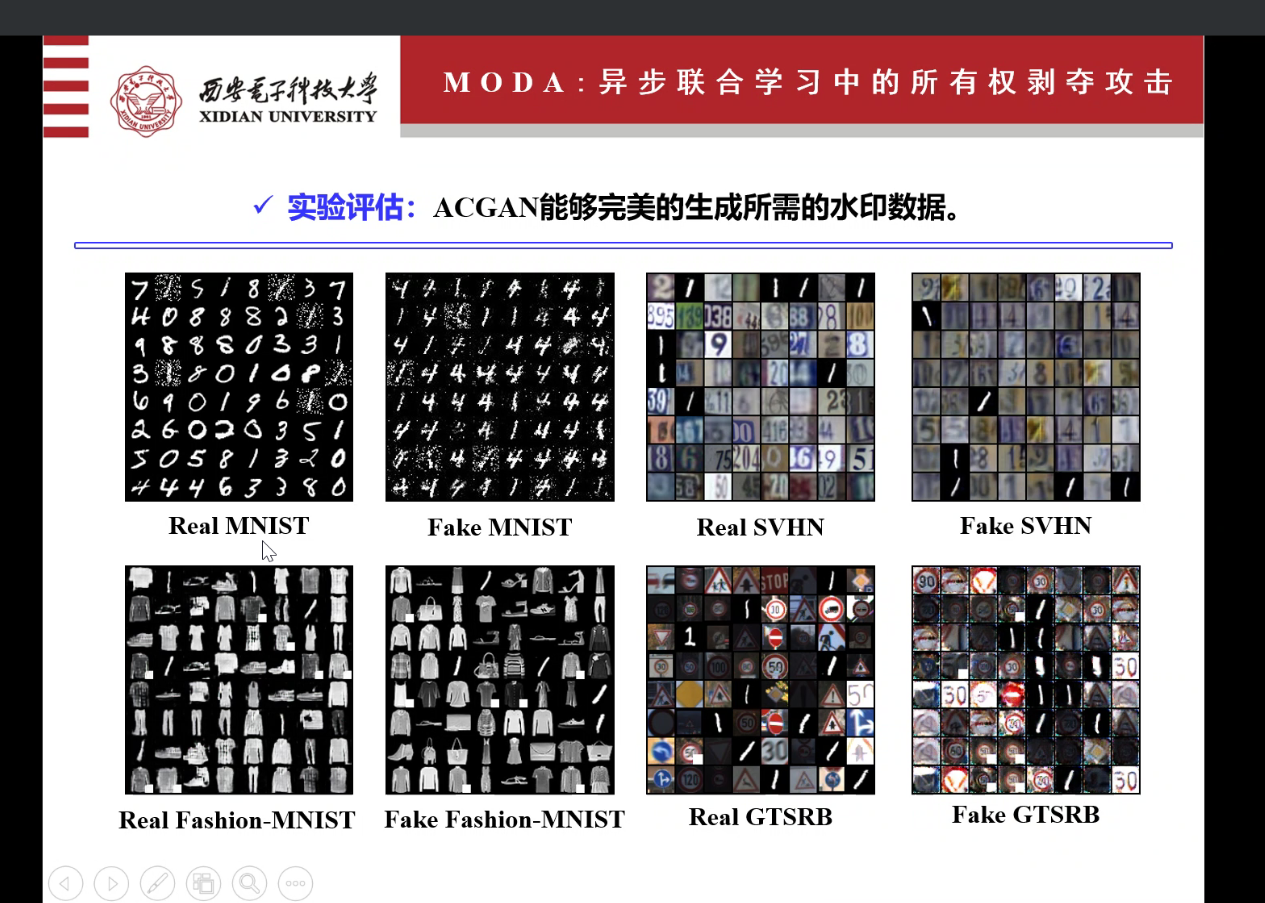 西安电子科技大学
XIDIAN UNIVERSITY
MODA:异步联合学习中的所有权剥夺攻击
✓ 实验评估：ACGAN能够完美的生成所需的水印数据。
Real MNIST
Fake MNIST
Real SVHN
Fake SVHN
Real Fashion-MNIST
Fake Fashion-MNIST
Real GTSRB
Fake GTSRB